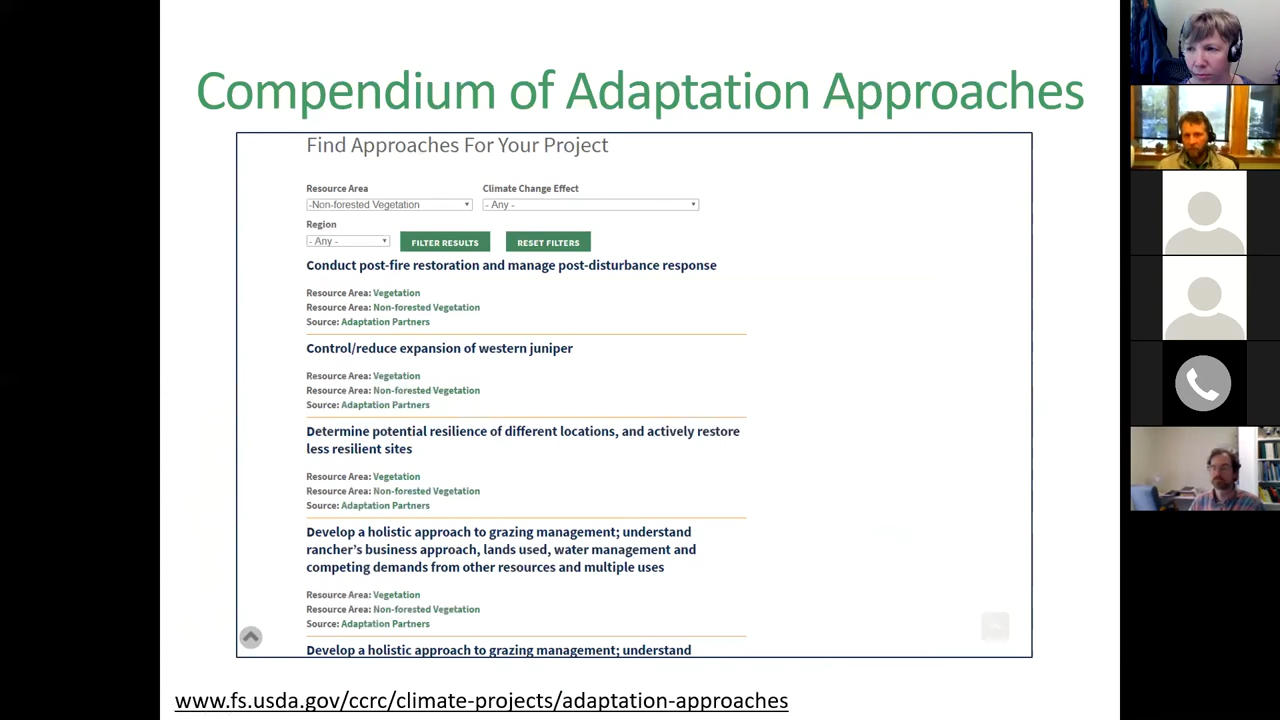 Compendium of Adaptation Approaches
Find Approaches For Your Project
Resource Area
Climate Change Effect
-Non-forested Vegetation
- Any -
Region
- Any -
FILTER RESULTS
RESET FILTERS
Conduct post-fire restoration and manage post-disturbance response
Resource Area: Vegetation
Resource Area: Non-forested Vegetation
Source: Adaptation Partners
Control/reduce expansion of western juniper
Resource Area: Vegetation
Resource Area: Non-forested Vegetation
Source: Adaptation Partners
Determine potential resilience of different locations, and actively restore
less resilient sites
Resource Area: Vegetation
Resource Area: Non-forested Vegetation
Source: Adaptation Partners
Develop a holistic approach to grazing management; understand
rancher’s business approach, lands used, water management and
competing demands from other resources and multiple uses
Resource Area: Vegetation
Resource Area: Non-forested Vegetation
Source: Adaptation Partners
Develop a holistic approach to grazing management; understand
www.fs.usda.gov/ccrc/climate-projects/adaptation-approaches